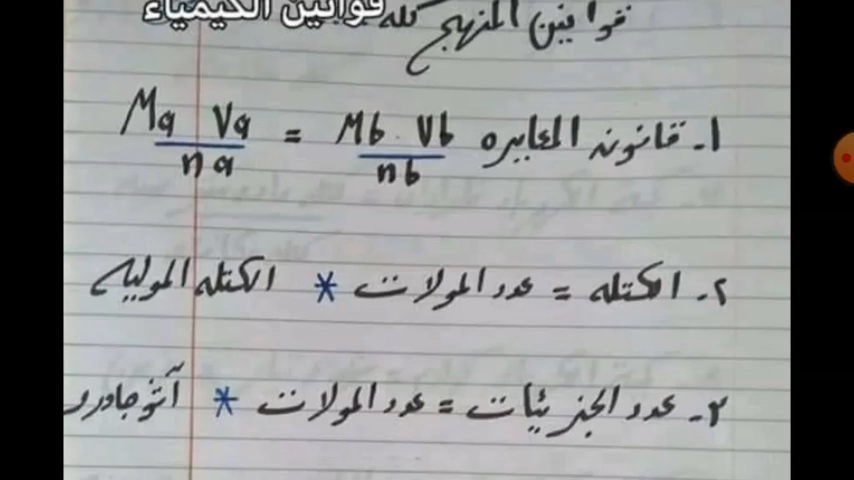 قوانين الكيمياء
قوانين المنهج كله
١- قانون المعايره Ma Va / na = Mb Vb / nb
٢- الكتله = عدد المولات * الكتله الموليه
٣- عدد الجزيئات = عدد المولات * أفوجادرو